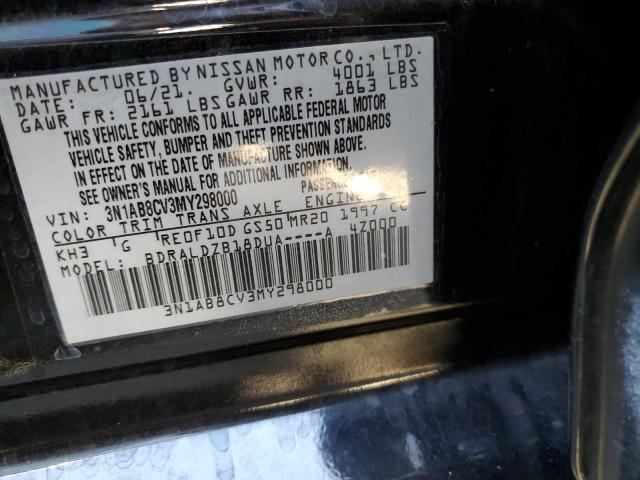 MANUFACTURED BY NISSAN MOTOR CO., LTD.
DATE: 06/21. GVWR: 4001 LBS
GAWR FR: 2161 LBS GAWR RR: 1863 LBS
THIS VEHICLE CONFORMS TO ALL APPLICABLE FEDERAL MOTOR
VEHICLE SAFETY, BUMPER AND THEFT PREVENTION STANDARDS
IN EFFECT ON THE DATE OF MANUFACTURE SHOWN ABOVE.
SEE OWNER'S MANUAL FOR ADDITIONAL INFORMATION.
VIN: 3N1AB8CV3MY298000
COLOR TRIM TRANS AXLE ENGINE
KH3 G RE0F10D GS50 MR20 1997 CC
MODEL: BDRALDZB18DUA----A 4Z000
3N1AB8CV3MY298000